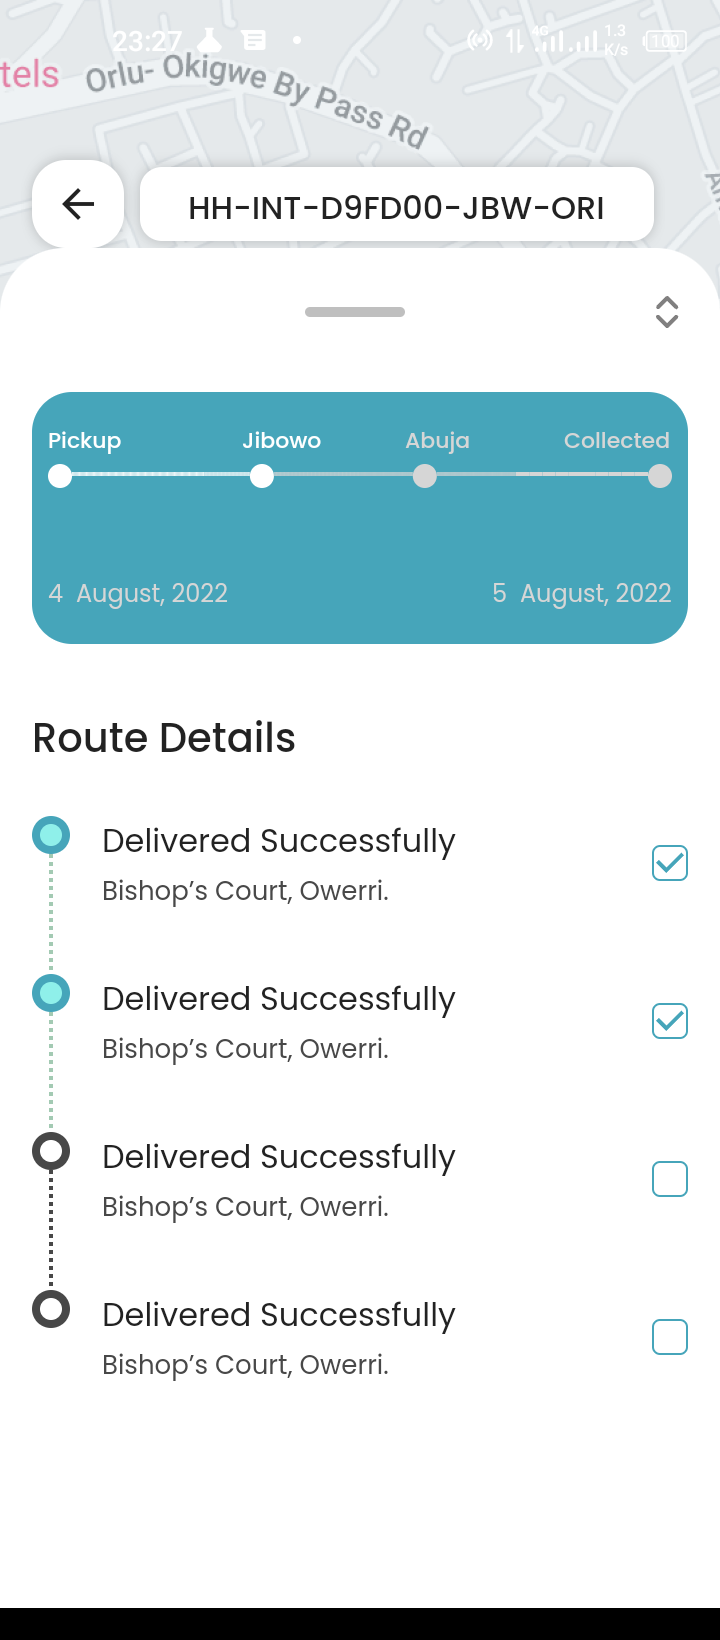 23:27
4G
1.3
K/s
100
tels
Orlu- Okigwe By Pass Rd
HH-INT-D9FD00-JBW-ORI
Pickup Jibowo Abuja Collected
4 August, 2022 5 August, 2022
Route Details
Delivered Successfully
Bishop’s Court, Owerri.
Delivered Successfully
Bishop’s Court, Owerri.
Delivered Successfully
Bishop’s Court, Owerri.
Delivered Successfully
Bishop’s Court, Owerri.